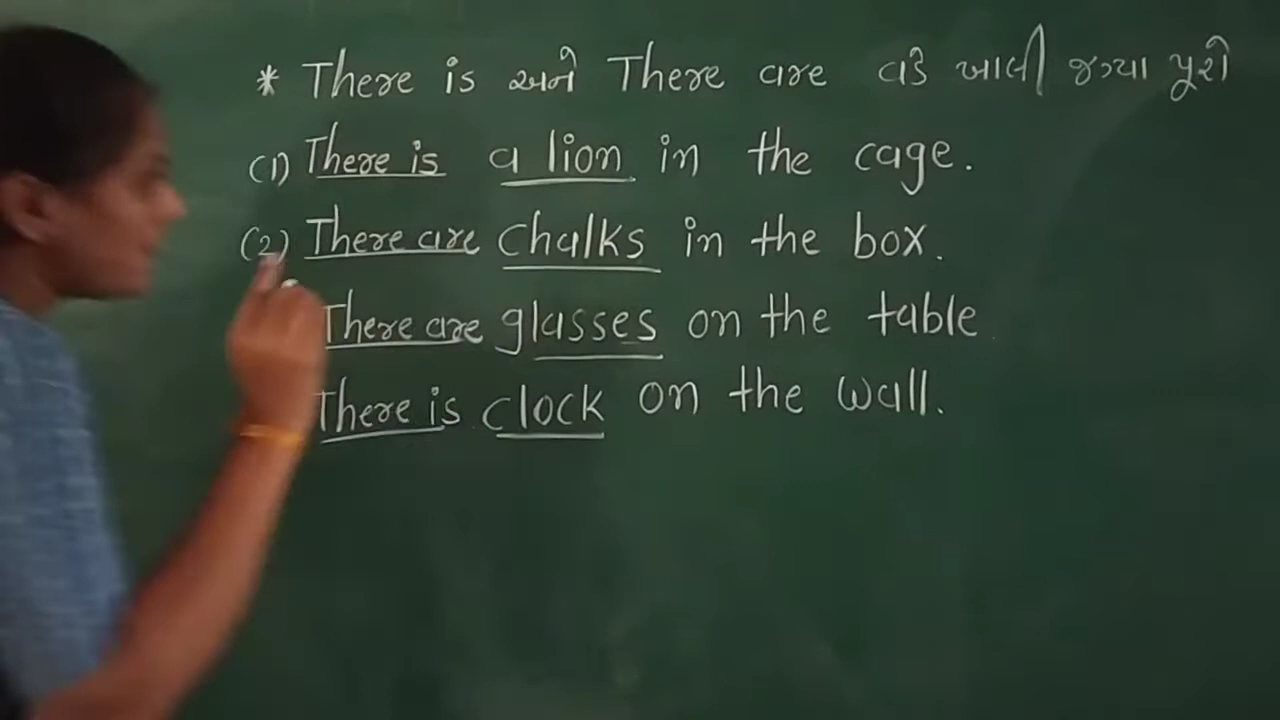 * There is અને There are વડે ખાલી જગ્યા પૂરો
(1) There is a lion in the cage.
(2) There are chalks in the box.
There are glasses on the table.
There is clock on the wall.